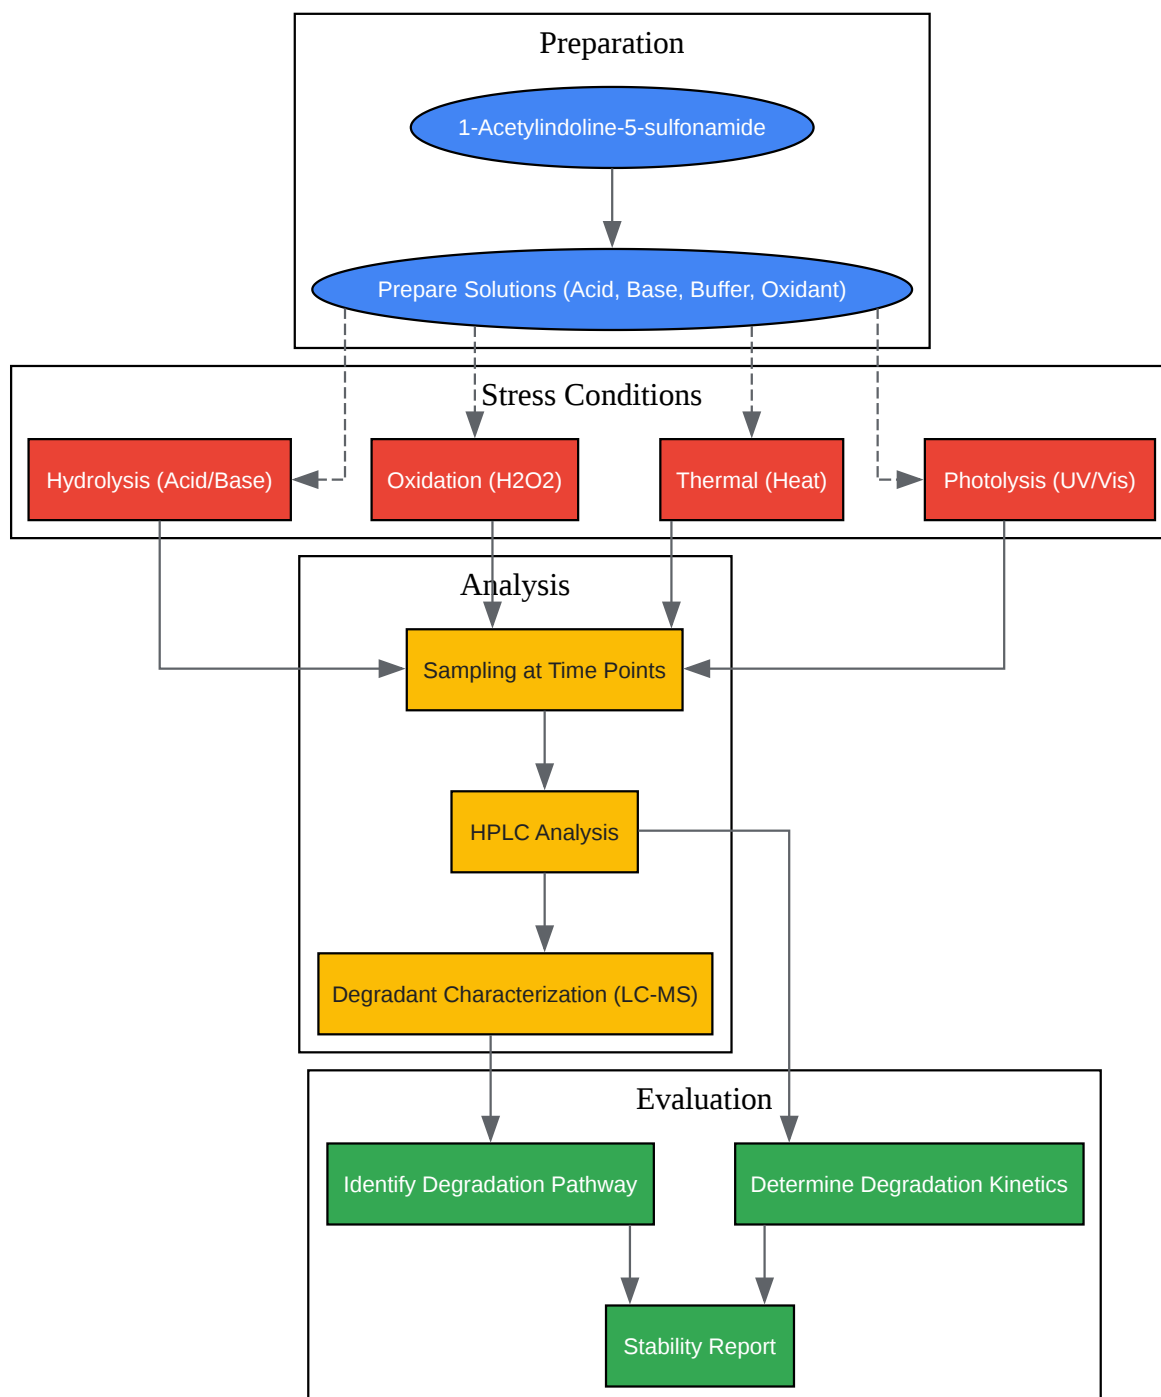 Preparation
1-Acetylindoline-5-sulfonamide
Prepare Solutions (Acid, Base, Buffer, Oxidant)
Stress Conditions
Hydrolysis (Acid/Base)
Oxidation (H2O2)
Thermal (Heat)
Photolysis (UV/Vis)
Analysis
Sampling at Time Points
HPLC Analysis
Degradant Characterization (LC-MS)
Evaluation
Identify Degradation Pathway
Determine Degradation Kinetics
Stability Report